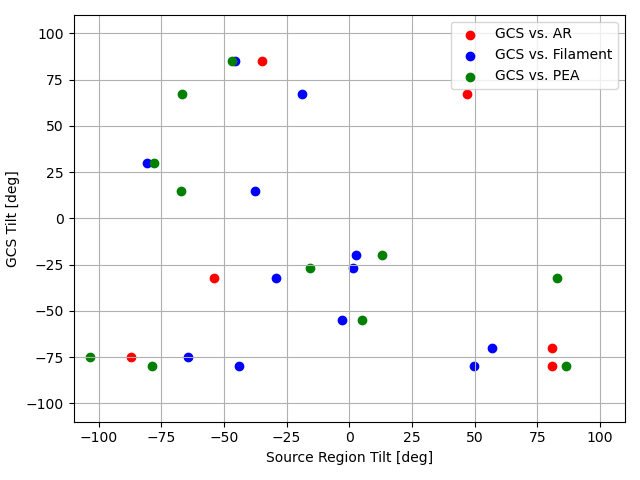 GCS vs. AR
GCS vs. Filament
GCS vs. PEA
100
75
50
25
0
−25
−50
−75
−100
GCS Tilt [deg]
−100 −75 −50 −25 0 25 50 75 100
Source Region Tilt [deg]